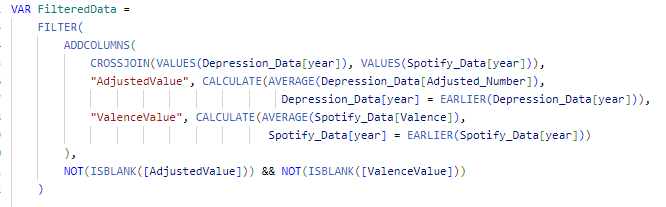 VAR FilteredData =
FILTER(
ADDCOLUMNS(
CROSSJOIN(VALUES(Depression_Data[year]), VALUES(Spotify_Data[year])),
"AdjustedValue", CALCULATE(AVERAGE(Depression_Data[Adjusted_Number]),
Depression_Data[year] = EARLIER(Depression_Data[year])),
"ValenceValue", CALCULATE(AVERAGE(Spotify_Data[Valence]),
Spotify_Data[year] = EARLIER(Spotify_Data[year]))
),
NOT(ISBLANK([AdjustedValue])) && NOT(ISBLANK([ValenceValue]))
)